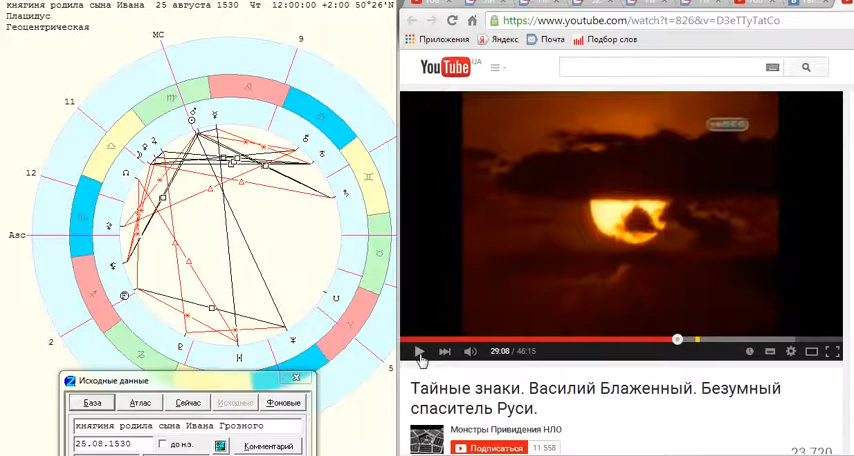 княгиня родила сына Ивана 25 августа 1530 Чт 12:00:00 +2:00 50°26'N
Плацидус
Геоцентрическая
MC
9
11
12
Asc
2
5
Исходные данные
База
Атлас
Сейчас
Исходные
Фоновые
княгиня родила сына Ивана Грозного
25.08.1530
до н.э.
Комментарий
https://www.youtube.com/watch?t=826&v=D3eTTyTatCo
Приложения
Яндекс
Почта
Подбор слов
YouTube UA
29:08 / 46:15
Тайные знаки. Василий Блаженный. Безумный
спаситель Руси.
Монстры Привидения НЛО
Подписаться
11 558
23 720